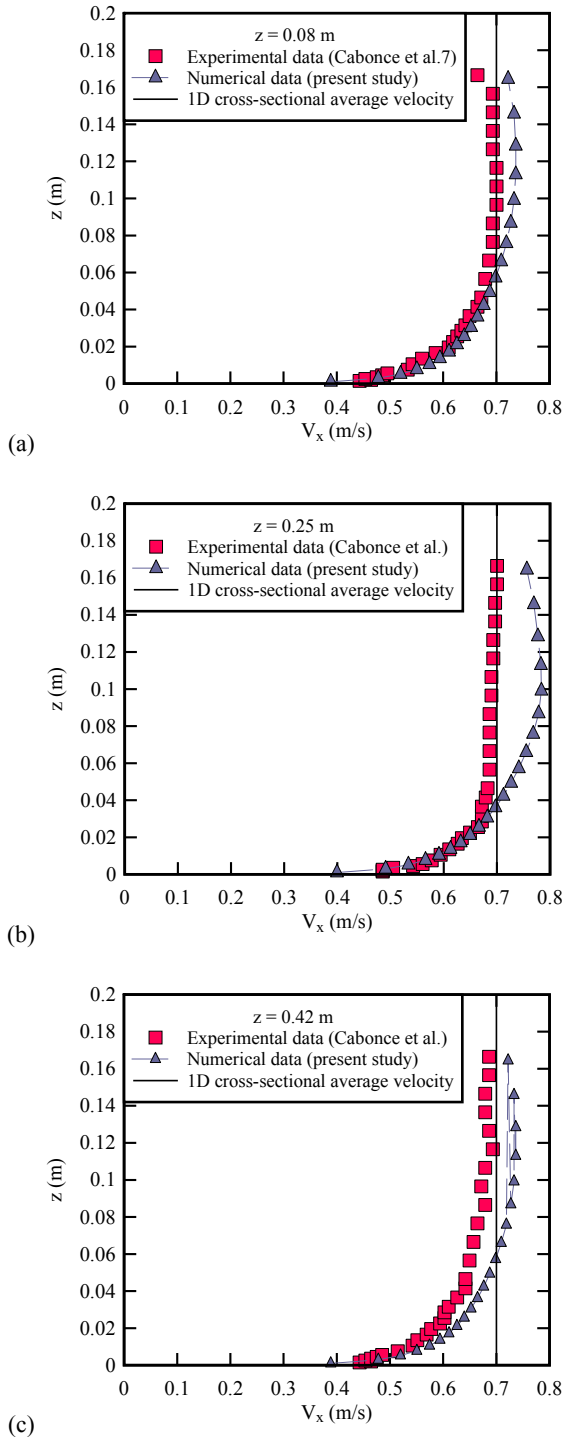 z = 0.08 m
Experimental data (Cabonce et al.7)
Numerical data (present study)
1D cross-sectional average velocity
0.2
0.18
0.16
0.14
0.12
0.1
0.08
0.06
0.04
0.02
0
z (m)
0 0.1 0.2 0.3 0.4 0.5 0.6 0.7 0.8
Vx (m/s)
(a)
z = 0.25 m
Experimental data (Cabonce et al.)
Numerical data (present study)
1D cross-sectional average velocity
0.2
0.18
0.16
0.14
0.12
0.1
0.08
0.06
0.04
0.02
0
z (m)
0 0.1 0.2 0.3 0.4 0.5 0.6 0.7 0.8
Vx (m/s)
(b)
z = 0.42 m
Experimental data (Cabonce et al.)
Numerical data (present study)
1D cross-sectional average velocity
0.2
0.18
0.16
0.14
0.12
0.1
0.08
0.06
0.04
0.02
0
z (m)
0 0.1 0.2 0.3 0.4 0.5 0.6 0.7 0.8
Vx (m/s)
(c)